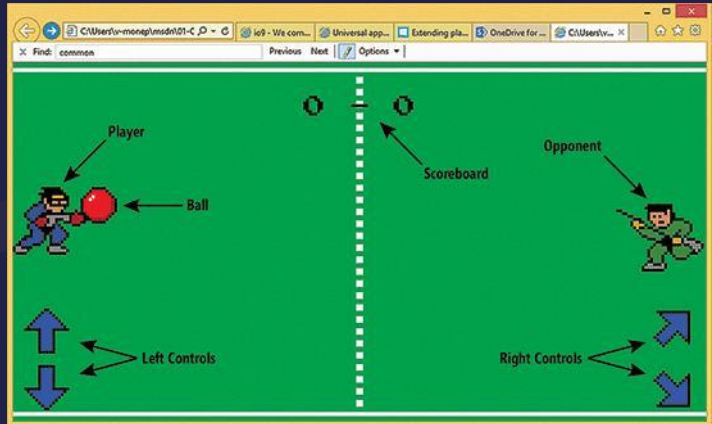 C:\Users\v-monep\msdn\01-C
io9 - We com...
Universal app...
Extending pla...
OneDrive for ...
C:\Users\v...
Find: common
Previous Next Options
0 - 0
Player
Scoreboard
Opponent
Ball
Left Controls
Right Controls